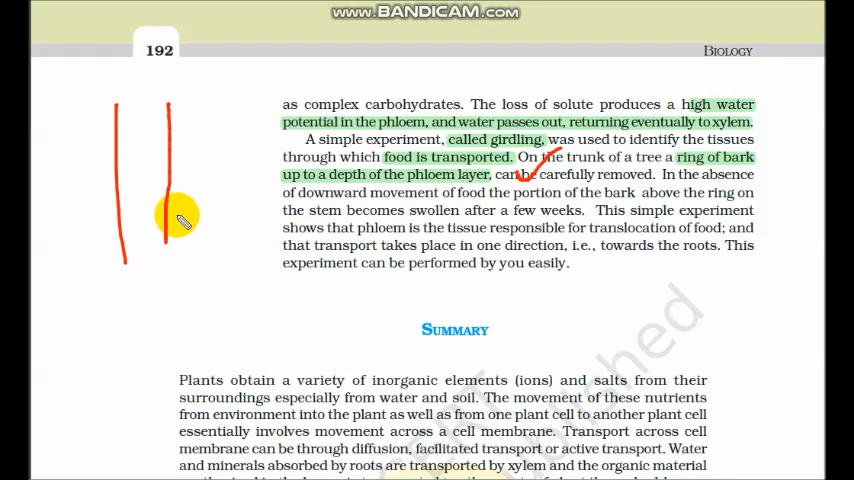 www.BANDICAM.com
192
BIOLOGY
as complex carbohydrates. The loss of solute produces a high water
potential in the phloem, and water passes out, returning eventually to xylem.
A simple experiment, called girdling, was used to identify the tissues
through which food is transported. On the trunk of a tree a ring of bark
up to a depth of the phloem layer, can be carefully removed. In the absence
of downward movement of food the portion of the bark above the ring on
the stem becomes swollen after a few weeks. This simple experiment
shows that phloem is the tissue responsible for translocation of food; and
that transport takes place in one direction, i.e., towards the roots. This
experiment can be performed by you easily.
SUMMARY
Plants obtain a variety of inorganic elements (ions) and salts from their
surroundings especially from water and soil. The movement of these nutrients
from environment into the plant as well as from one plant cell to another plant cell
essentially involves movement across a cell membrane. Transport across cell
membrane can be through diffusion, facilitated transport or active transport. Water
and minerals absorbed by roots are transported by xylem and the organic material